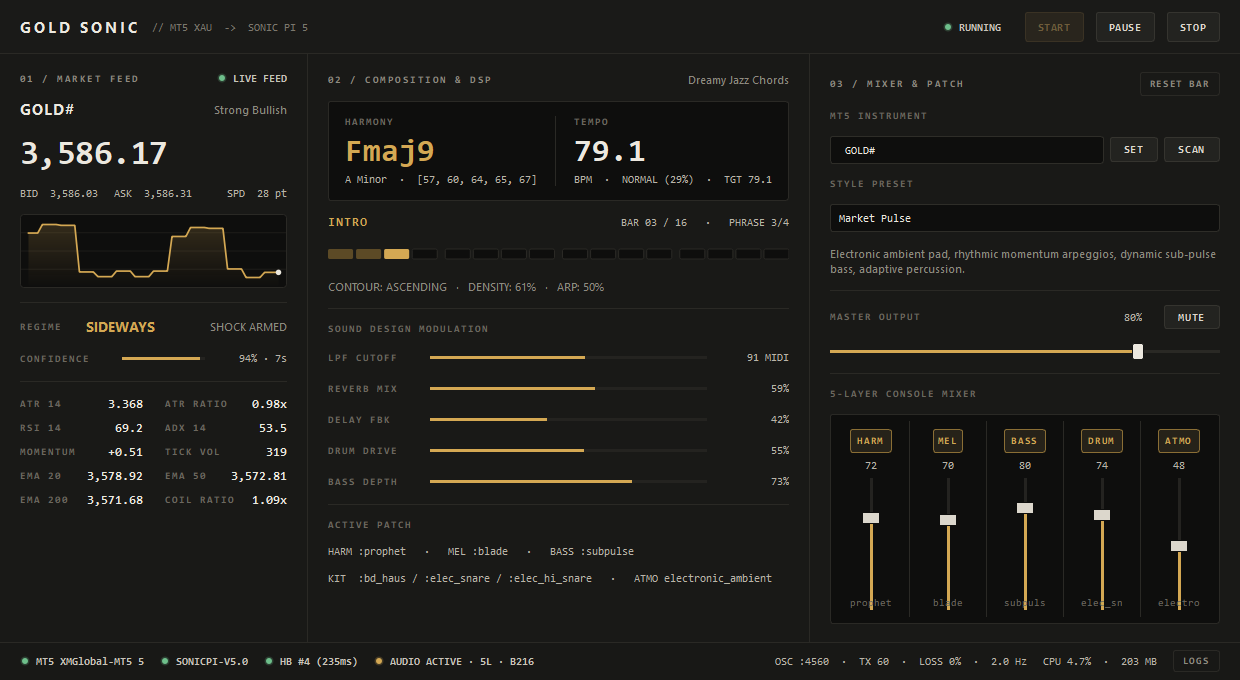 GOLD SONIC // MT5 XAU -> SONIC PI 5
RUNNING START PAUSE STOP
01 / MARKET FEED LIVE FEED
GOLD# Strong Bullish
3,586.17
BID 3,586.03 ASK 3,586.31 SPD 28 pt
REGIME SIDEWAYS SHOCK ARMED
CONFIDENCE 94% · 7s
ATR 14 3.368 ATR RATIO 0.98x
RSI 14 69.2 ADX 14 53.5
MOMENTUM +0.51 TICK VOL 319
EMA 20 3,578.92 EMA 50 3,572.81
EMA 200 3,571.68 COIL RATIO 1.09x
02 / COMPOSITION & DSP Dreamy Jazz Chords
HARMONY
Fmaj9
A Minor · [57, 60, 64, 65, 67]
TEMPO
79.1
BPM · NORMAL (29%) · TGT 79.1
INTRO BAR 03 / 16 · PHRASE 3/4
CONTOUR: ASCENDING · DENSITY: 61% · ARP: 50%
SOUND DESIGN MODULATION
LPF CUTOFF 91 MIDI
REVERB MIX 59%
DELAY FBK 42%
DRUM DRIVE 55%
BASS DEPTH 73%
ACTIVE PATCH
HARM :prophet · MEL :blade · BASS :subpulse
KIT :bd_haus / :elec_snare / :elec_hi_snare · ATMO electronic_ambient
03 / MIXER & PATCH RESET BAR
MT5 INSTRUMENT
GOLD# SET SCAN
STYLE PRESET
Market Pulse
Electronic ambient pad, rhythmic momentum arpeggios, dynamic sub-pulse
bass, adaptive percussion.
MASTER OUTPUT 80% MUTE
5-LAYER CONSOLE MIXER
HARM MEL BASS DRUM ATMO
72 70 80 74 48
prophet blade subpuls elec_sn electro
MT5 XMGlobal-MT5 5 SONICPI-V5.0 HB #4 (235ms) AUDIO ACTIVE · 5L · B216
OSC :4560 · TX 60 · LOSS 0% · 2.0 Hz CPU 4.7% · 203 MB LOGS